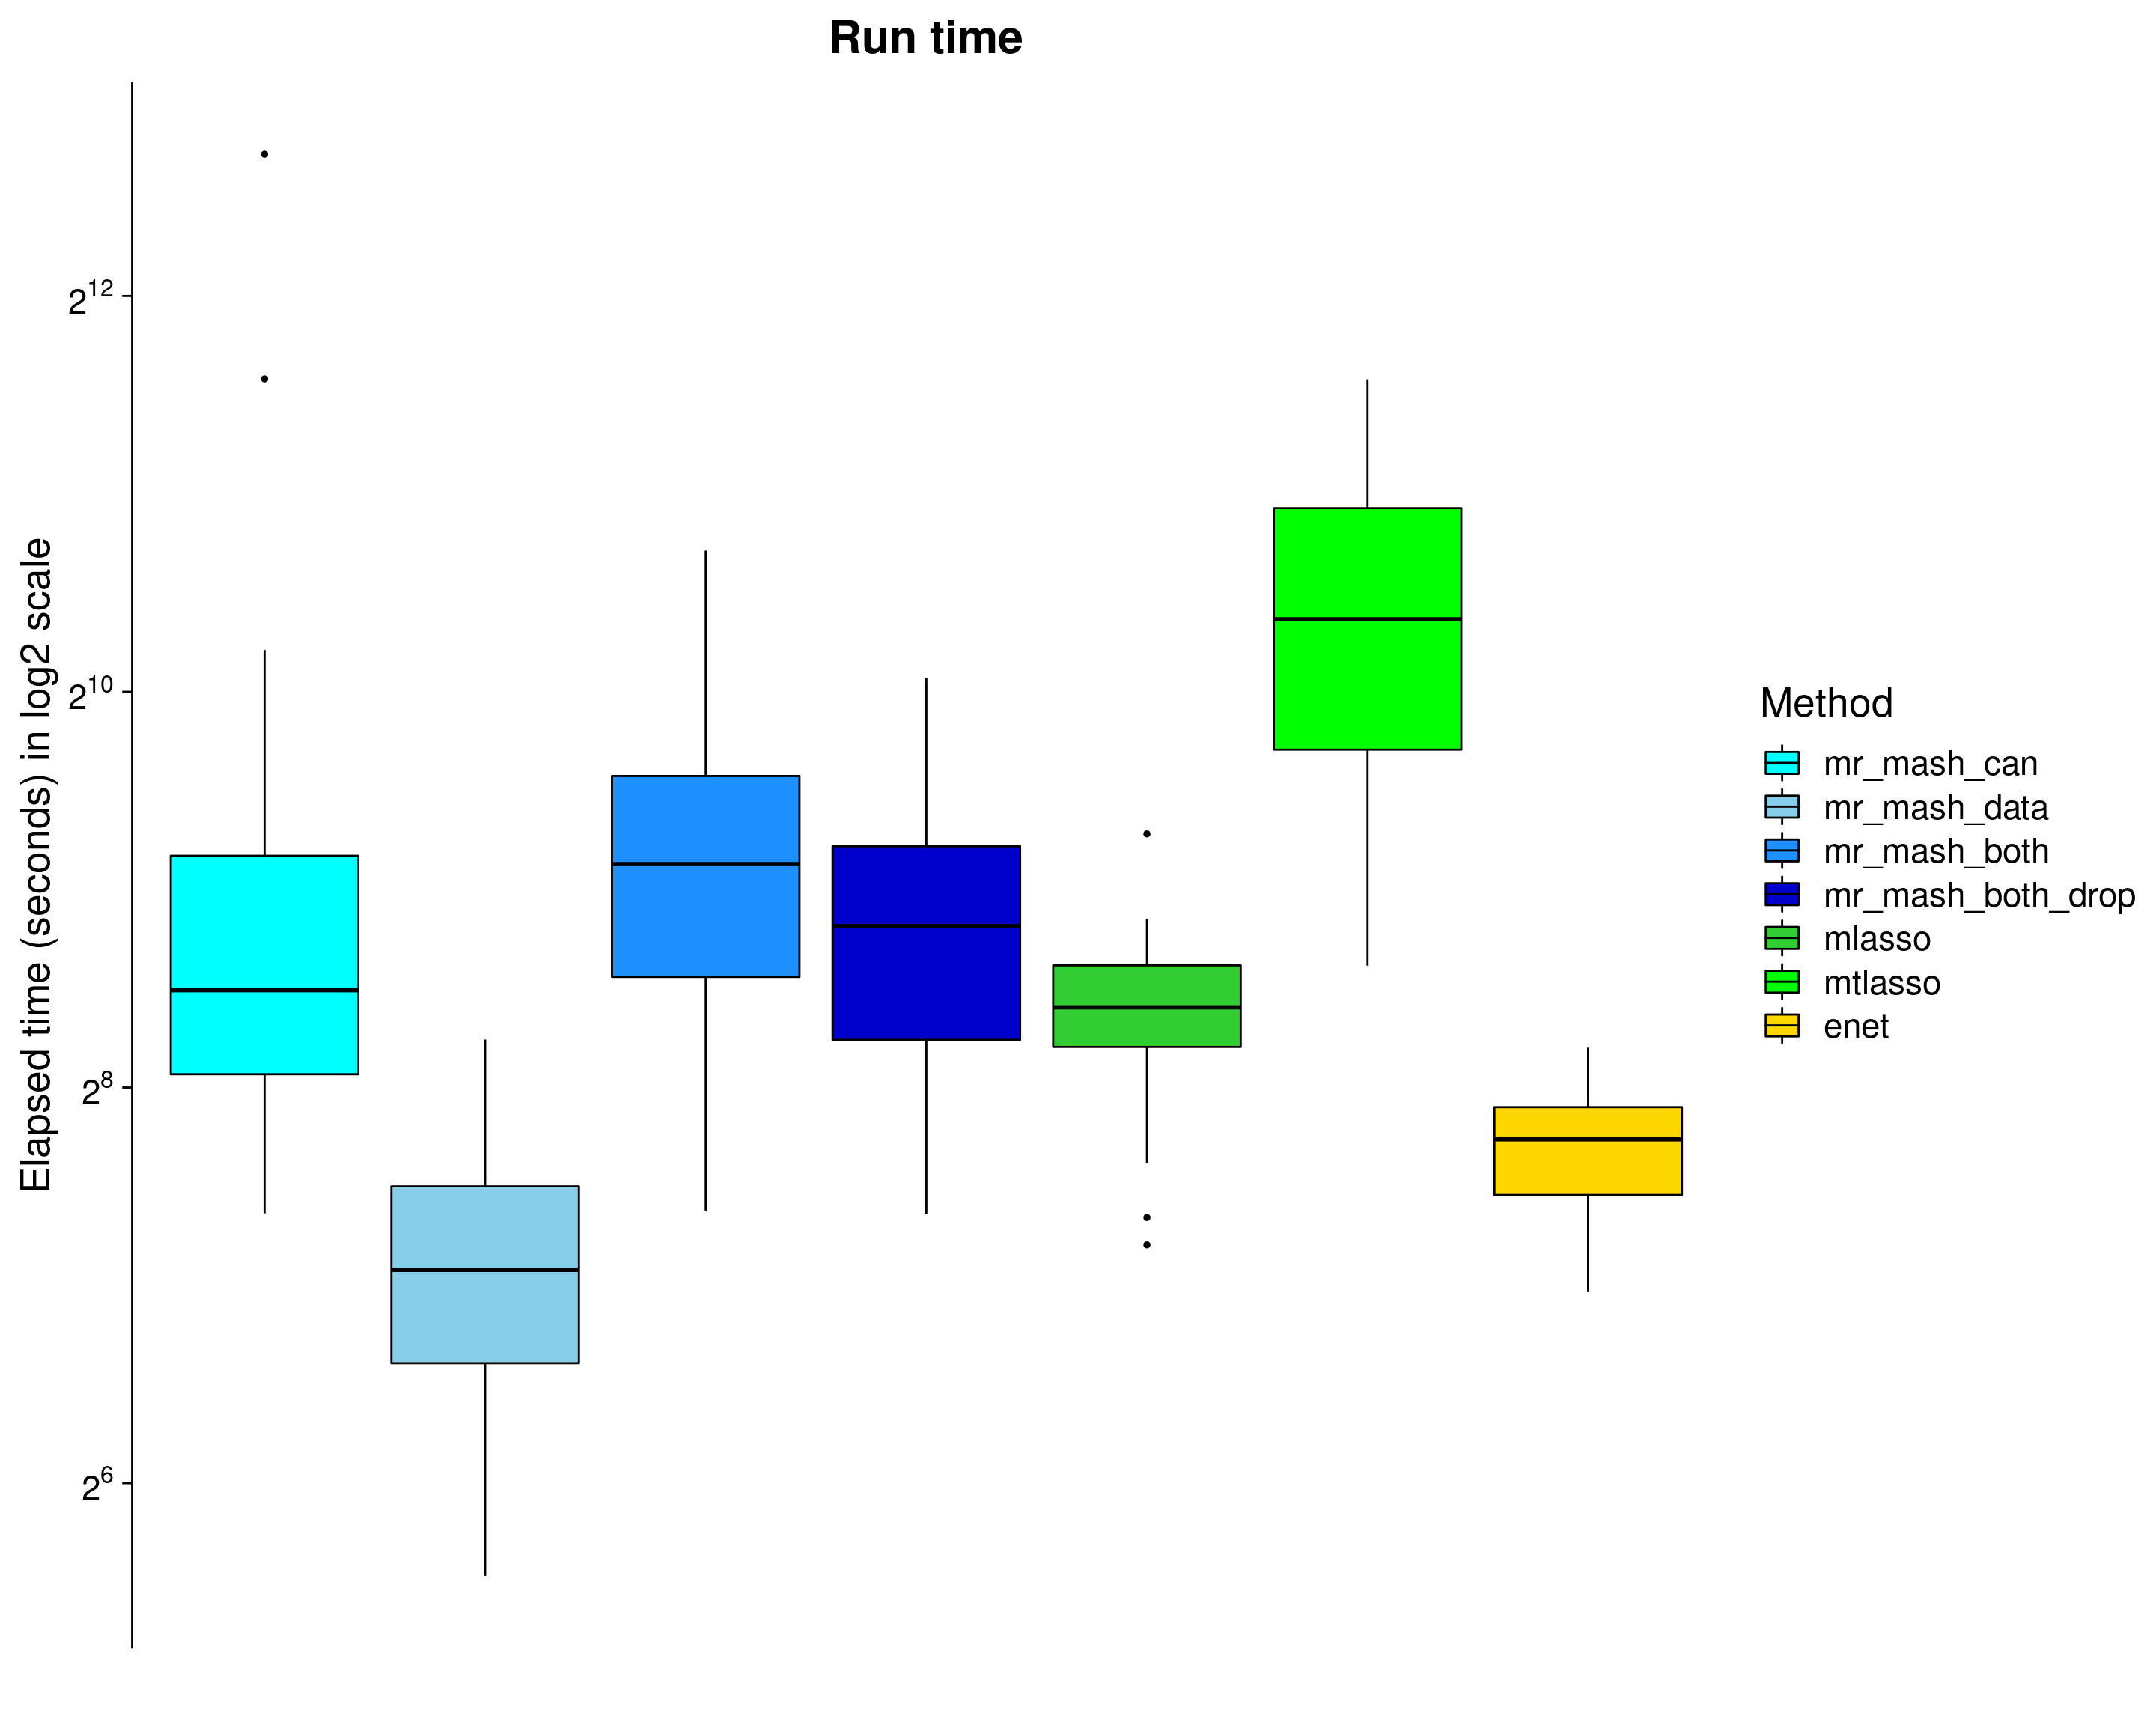 Run time
Elapsed time (seconds) in log2 scale
2^12
2^10
2^8
2^6
Method
mr_mash_can
mr_mash_data
mr_mash_both
mr_mash_both_drop
mlasso
mtlasso
enet